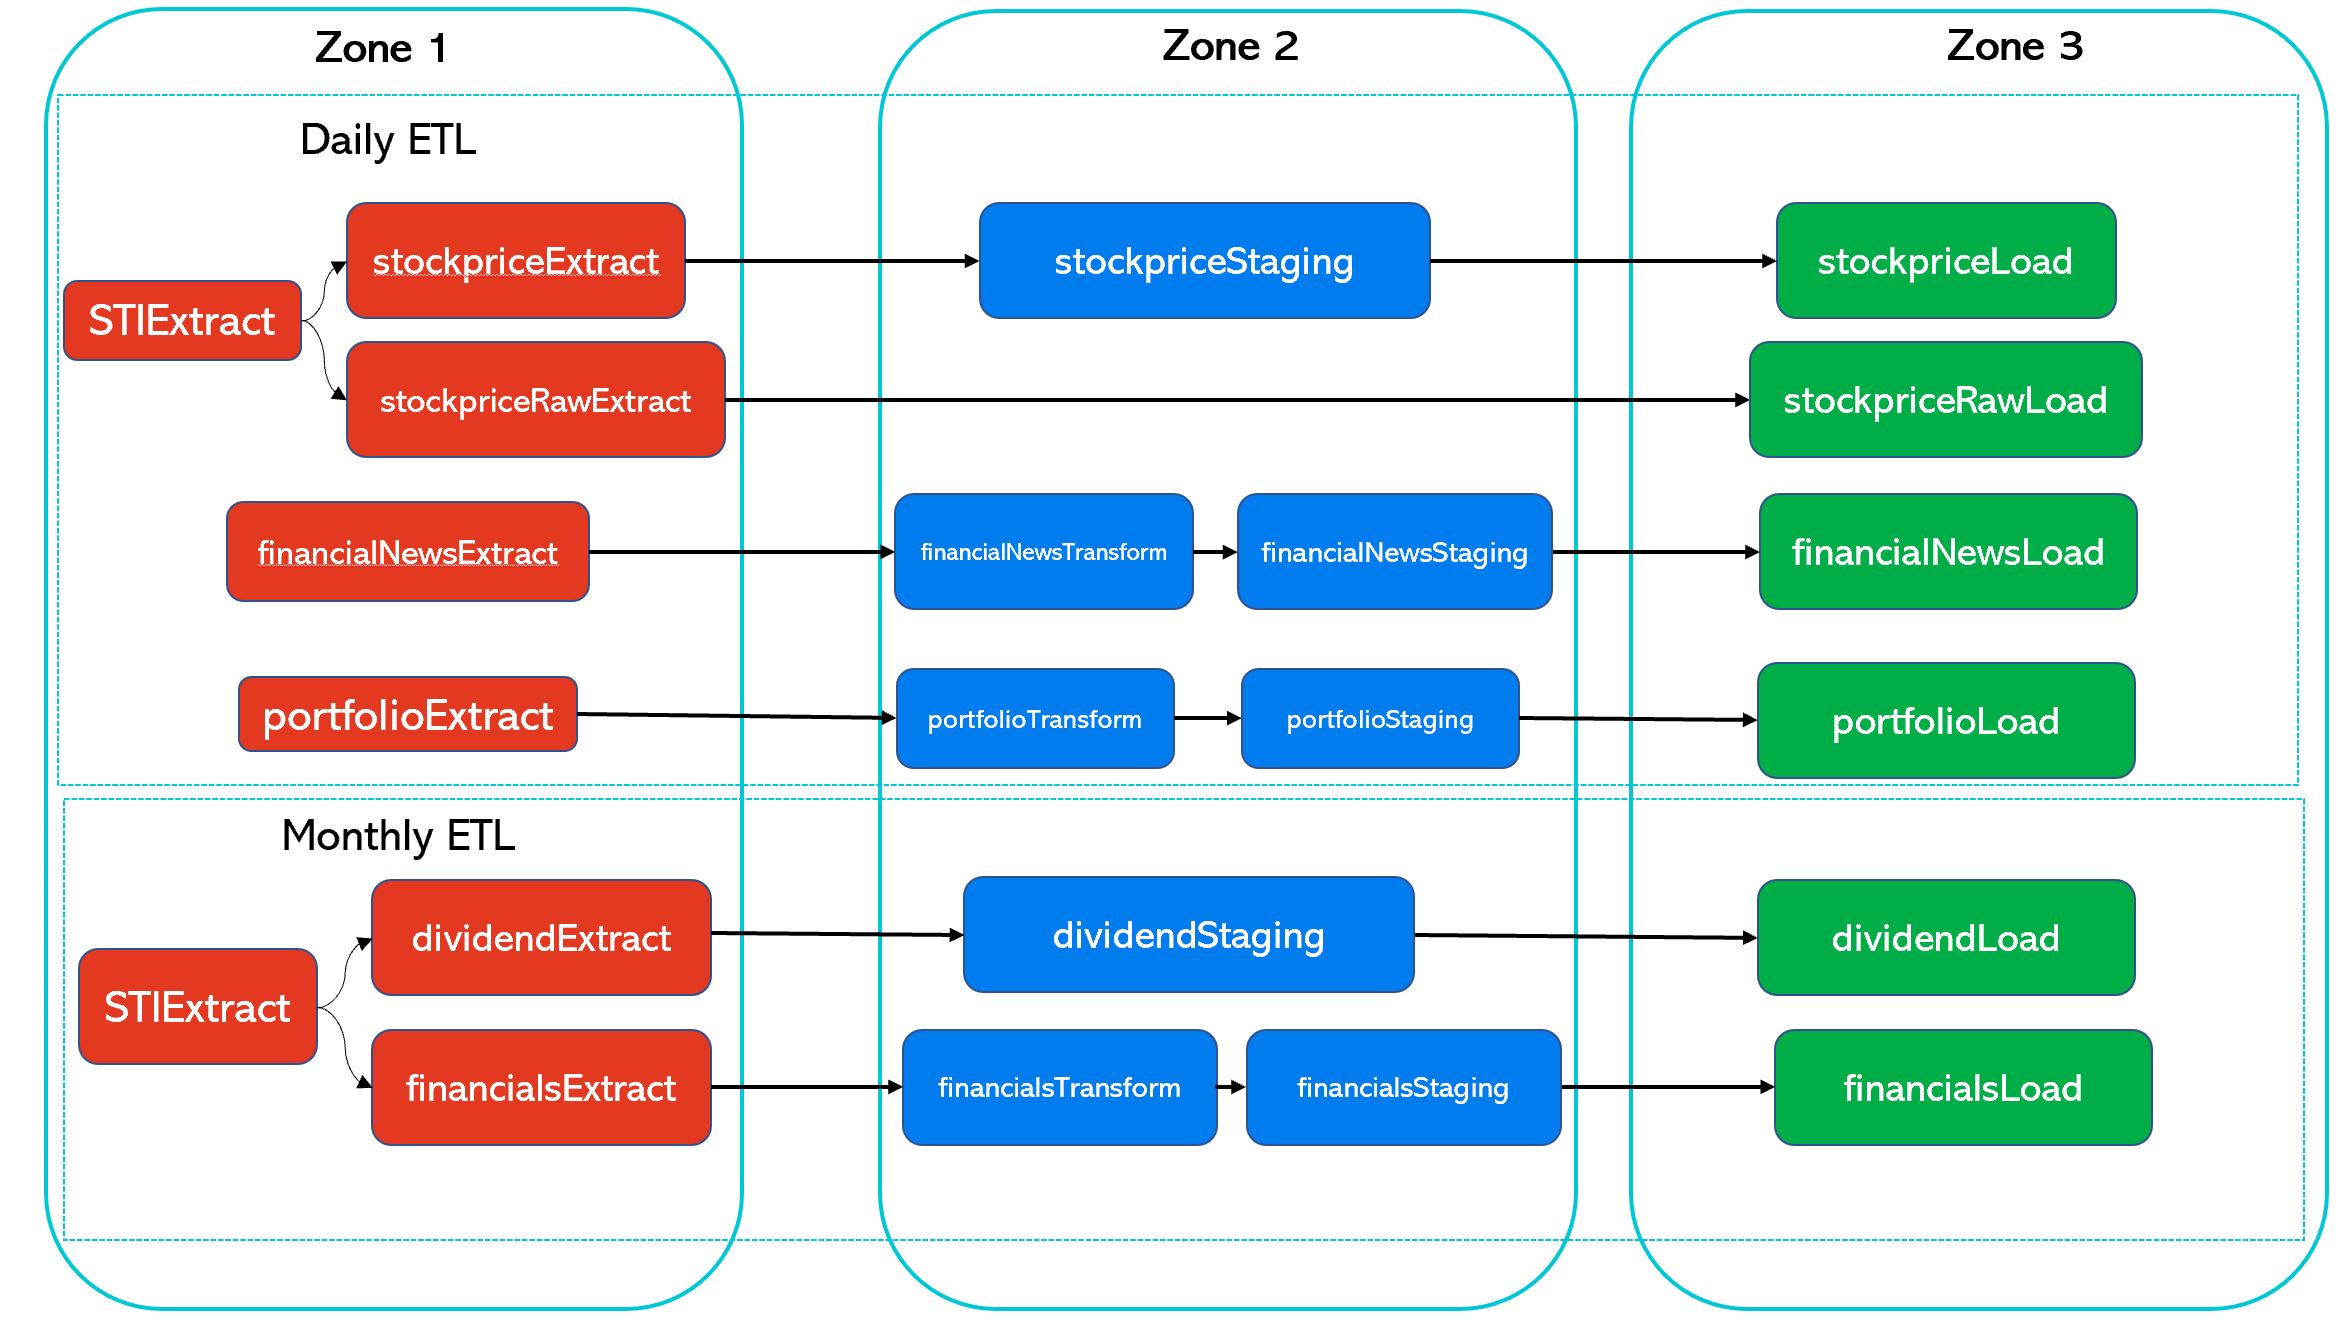 Zone 1
Zone 2
Zone 3
Daily ETL
stockpriceExtract
stockpriceStaging
stockpriceLoad
STIExtract
stockpriceRawExtract
stockpriceRawLoad
financialNewsExtract
financialNewsTransform
financialNewsStaging
financialNewsLoad
portfolioExtract
portfolioTransform
portfolioStaging
portfolioLoad
Monthly ETL
dividendExtract
dividendStaging
dividendLoad
STIExtract
financialsExtract
financialsTransform
financialsStaging
financialsLoad